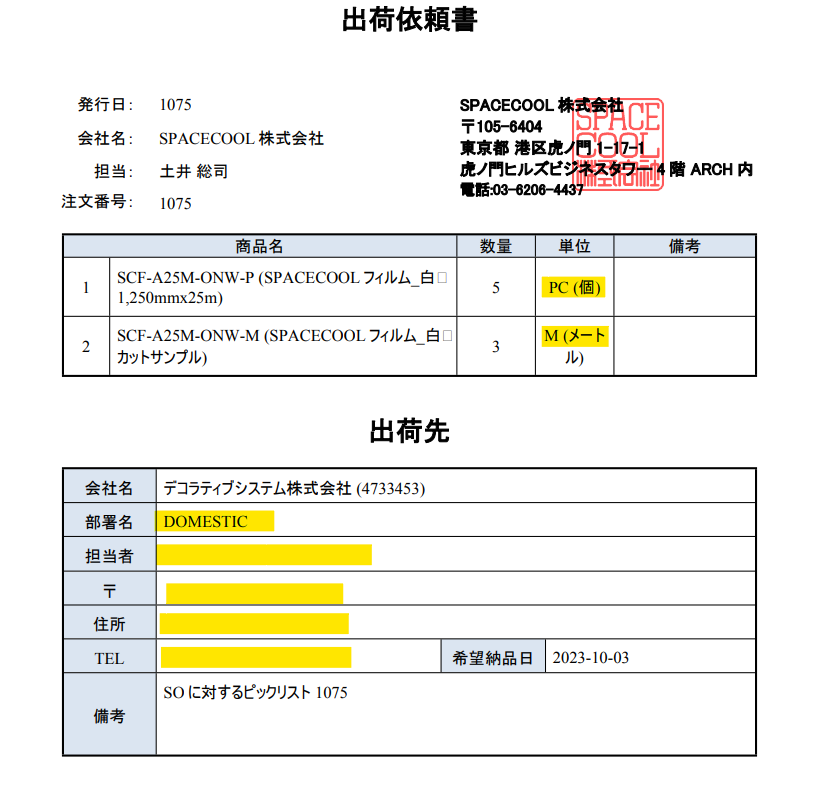 出荷依頼書
発行日： 1075
会社名： SPACECOOL 株式会社
担当： 土井 総司
注文番号： 1075
SPACECOOL 株式会社
〒105-6404
東京都 港区虎ノ門 1-17-1
虎ノ門ヒルズビジネスタワー 4 階 ARCH 内
電話:03-6206-4437
SPACE
COOL
株式会社
商品名 数量 単位 備考
1 SCF-A25M-ONW-P (SPACECOOL フィルム_白□ 5 PC (個)
1,250mmx25m)
2 SCF-A25M-ONW-M (SPACECOOL フィルム_白□ 3 M (メート
カットサンプル) ル)
出荷先
会社名 デコラティブシステム株式会社 (4733453)
部署名 DOMESTIC
担当者
〒
住所
TEL 希望納品日 2023-10-03
備考 SO に対するピックリスト 1075